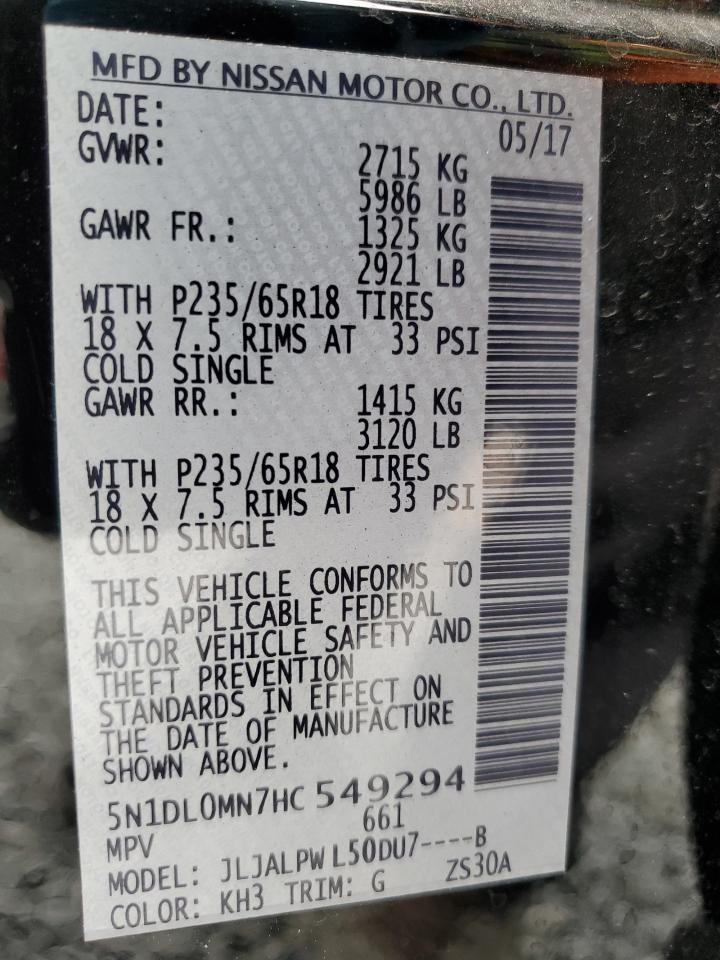 MFD BY NISSAN MOTOR CO., LTD.
DATE: 05/17
GVWR: 2715 KG
5986 LB
GAWR FR.: 1325 KG
2921 LB
WITH P235/65R18 TIRES
18 X 7.5 RIMS AT 33 PSI
COLD SINGLE
GAWR RR.: 1415 KG
3120 LB
WITH P235/65R18 TIRES
18 X 7.5 RIMS AT 33 PSI
COLD SINGLE
THIS VEHICLE CONFORMS TO
ALL APPLICABLE FEDERAL
MOTOR VEHICLE SAFETY AND
THEFT PREVENTION
STANDARDS IN EFFECT ON
THE DATE OF MANUFACTURE
SHOWN ABOVE.
5N1DL0MN7HC 549294
MPV 661
MODEL: JLJALPW L50DU7----B
COLOR: KH3 TRIM: G ZS30A